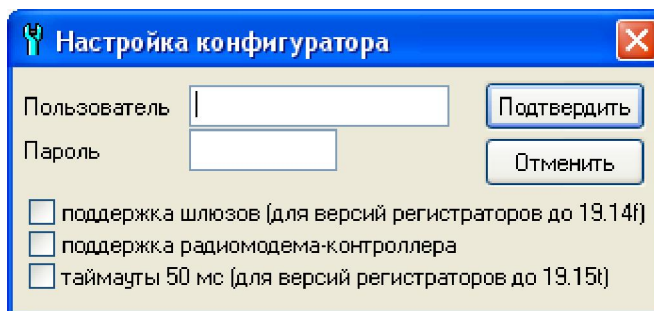 Настройка конфигуратора
Пользователь
Подтвердить
Пароль
Отменить
поддержка шлюзов (для версий регистраторов до 19.14f)
поддержка радиомодема-контроллера
таймауты 50 мс (для версий регистраторов до 19.15t)